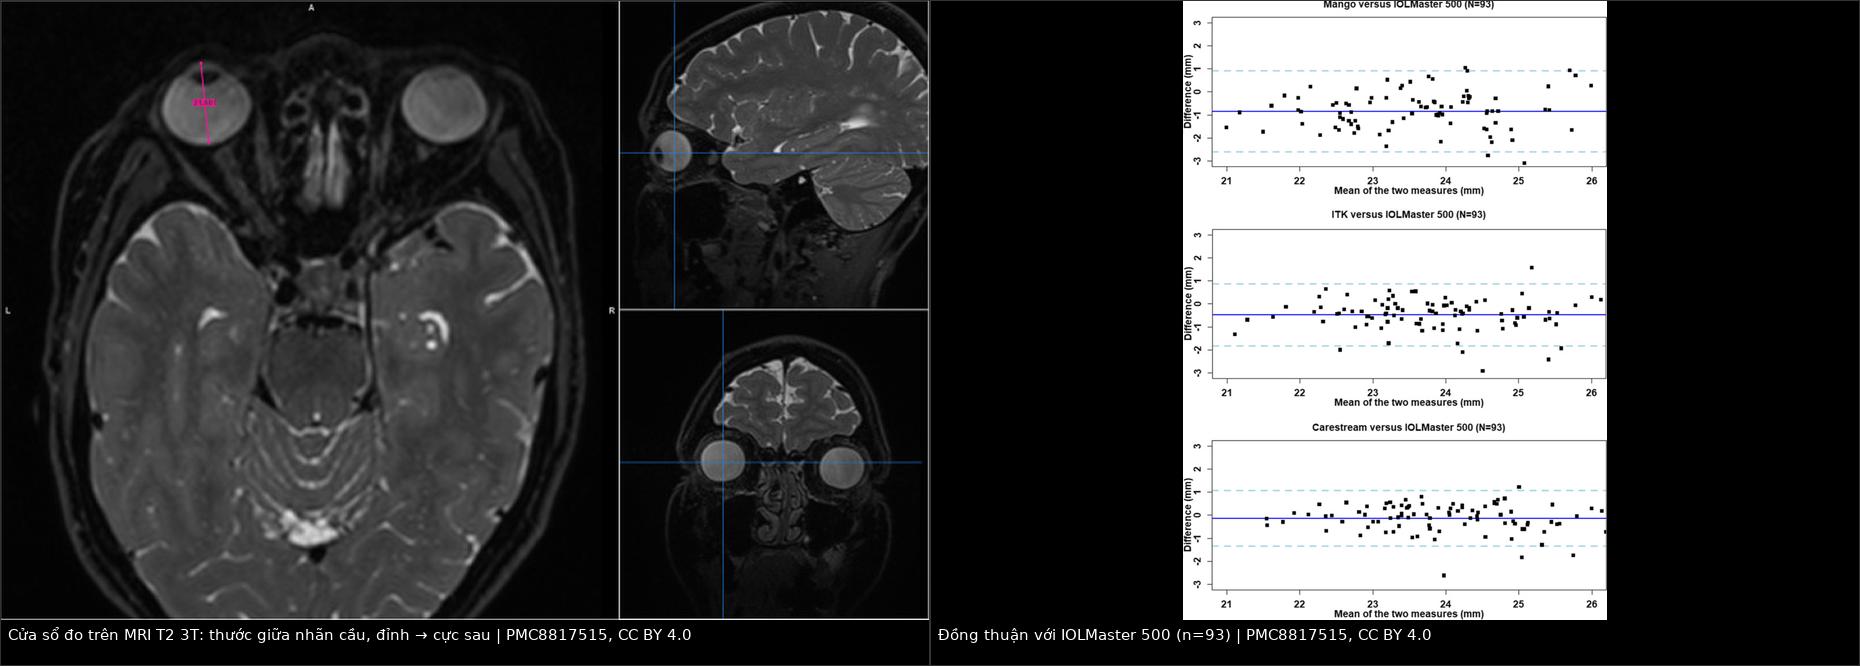 A
L
R
Cửa sổ đo trên MRI T2 3T: thước giữa nhãn cầu, đỉnh → cực sau | PMC8817515, CC BY 4.0
Mango versus IOLMaster 500 (N=93)
Difference (mm)
3
2
1
0
-1
-2
-3
21 22 23 24 25 26
Mean of the two measures (mm)
ITK versus IOLMaster 500 (N=93)
Difference (mm)
3
2
1
0
-1
-2
-3
21 22 23 24 25 26
Mean of the two measures (mm)
Carestream versus IOLMaster 500 (N=93)
Difference (mm)
3
2
1
0
-1
-2
-3
21 22 23 24 25 26
Mean of the two measures (mm)
Đồng thuận với IOLMaster 500 (n=93) | PMC8817515, CC BY 4.0